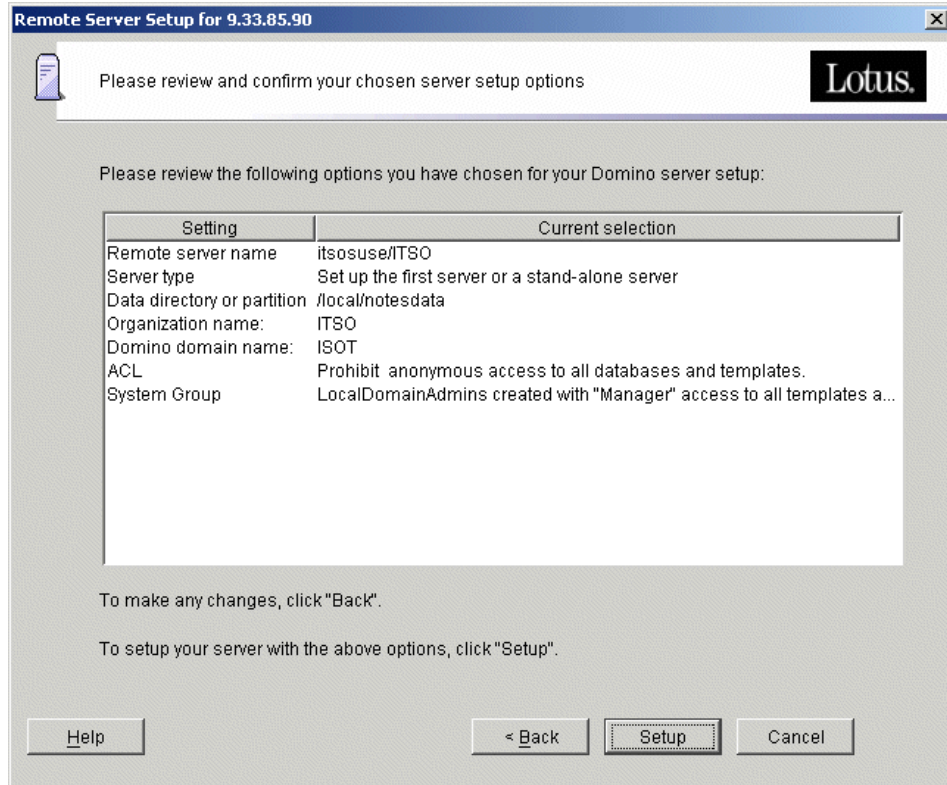 Remote Server Setup for 9.33.85.90
Please review and confirm your chosen server setup options
Lotus.
Please review the following options you have chosen for your Domino server setup:
Setting Current selection
Remote server name itsosuse/ITSO
Server type Set up the first server or a stand-alone server
Data directory or partition /local/notesdata
Organization name: ITSO
Domino domain name: ISOT
ACL Prohibit anonymous access to all databases and templates.
System Group LocalDomainAdmins created with "Manager" access to all templates a...
To make any changes, click "Back".
To setup your server with the above options, click "Setup".
Help < Back Setup Cancel